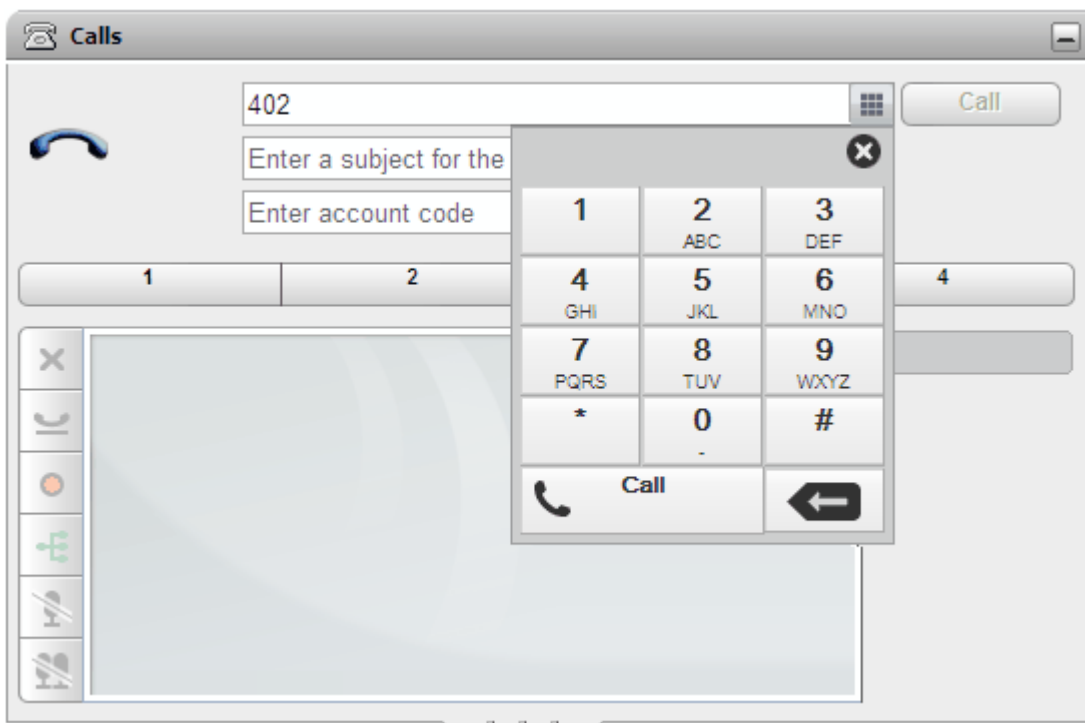 Calls
402
Call
Enter a subject for the
Enter account code
1 2 4
1
2
ABC
3
DEF
4
GHI
5
JKL
6
MNO
7
PQRS
8
TUV
9
WXYZ
*
0
-
#
Call